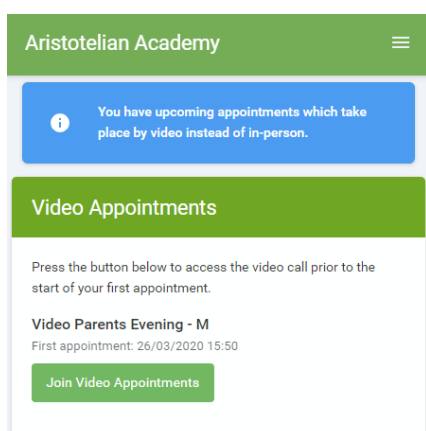 Aristotelian Academy
You have upcoming appointments which take
place by video instead of in-person.
Video Appointments
Press the button below to access the video call prior to the
start of your first appointment.
Video Parents Evening - M
First appointment: 26/03/2020 15:50
Join Video Appointments